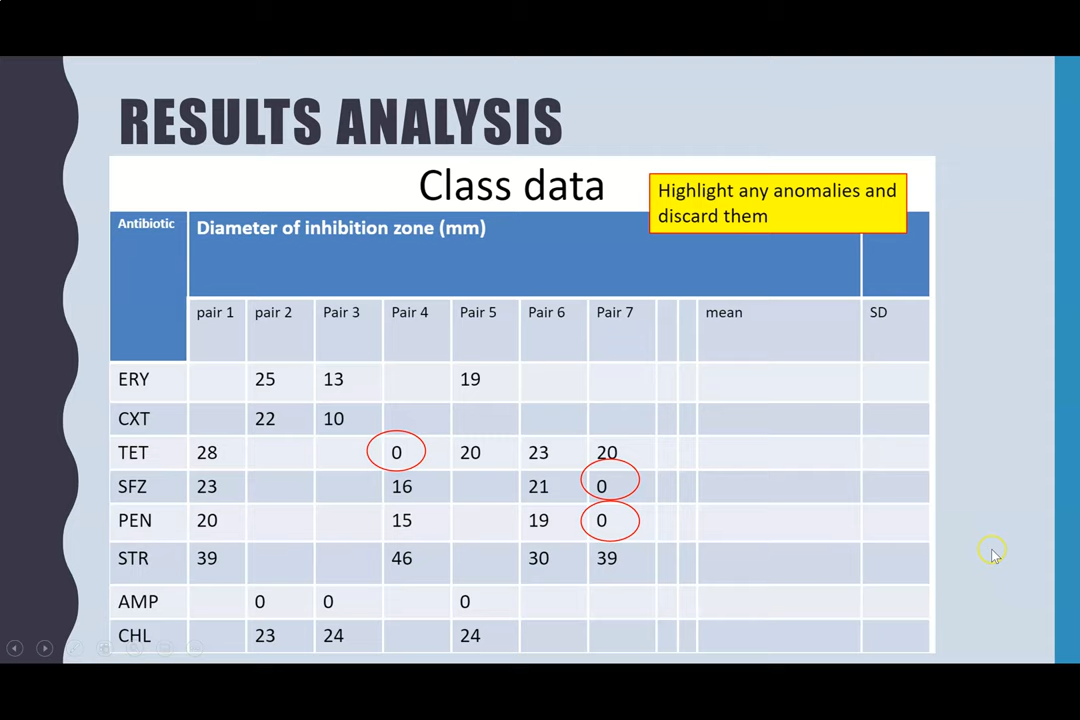 RESULTS ANALYSIS
Class data
Highlight any anomalies and
discard them
Antibiotic Diameter of inhibition zone (mm)
pair 1 pair 2 Pair 3 Pair 4 Pair 5 Pair 6 Pair 7 mean SD
ERY 25 13 19
CXT 22 10
TET 28 0 20 23 20
SFZ 23 16 21 0
PEN 20 15 19 0
STR 39 46 30 39
AMP 0 0 0
CHL 23 24 24